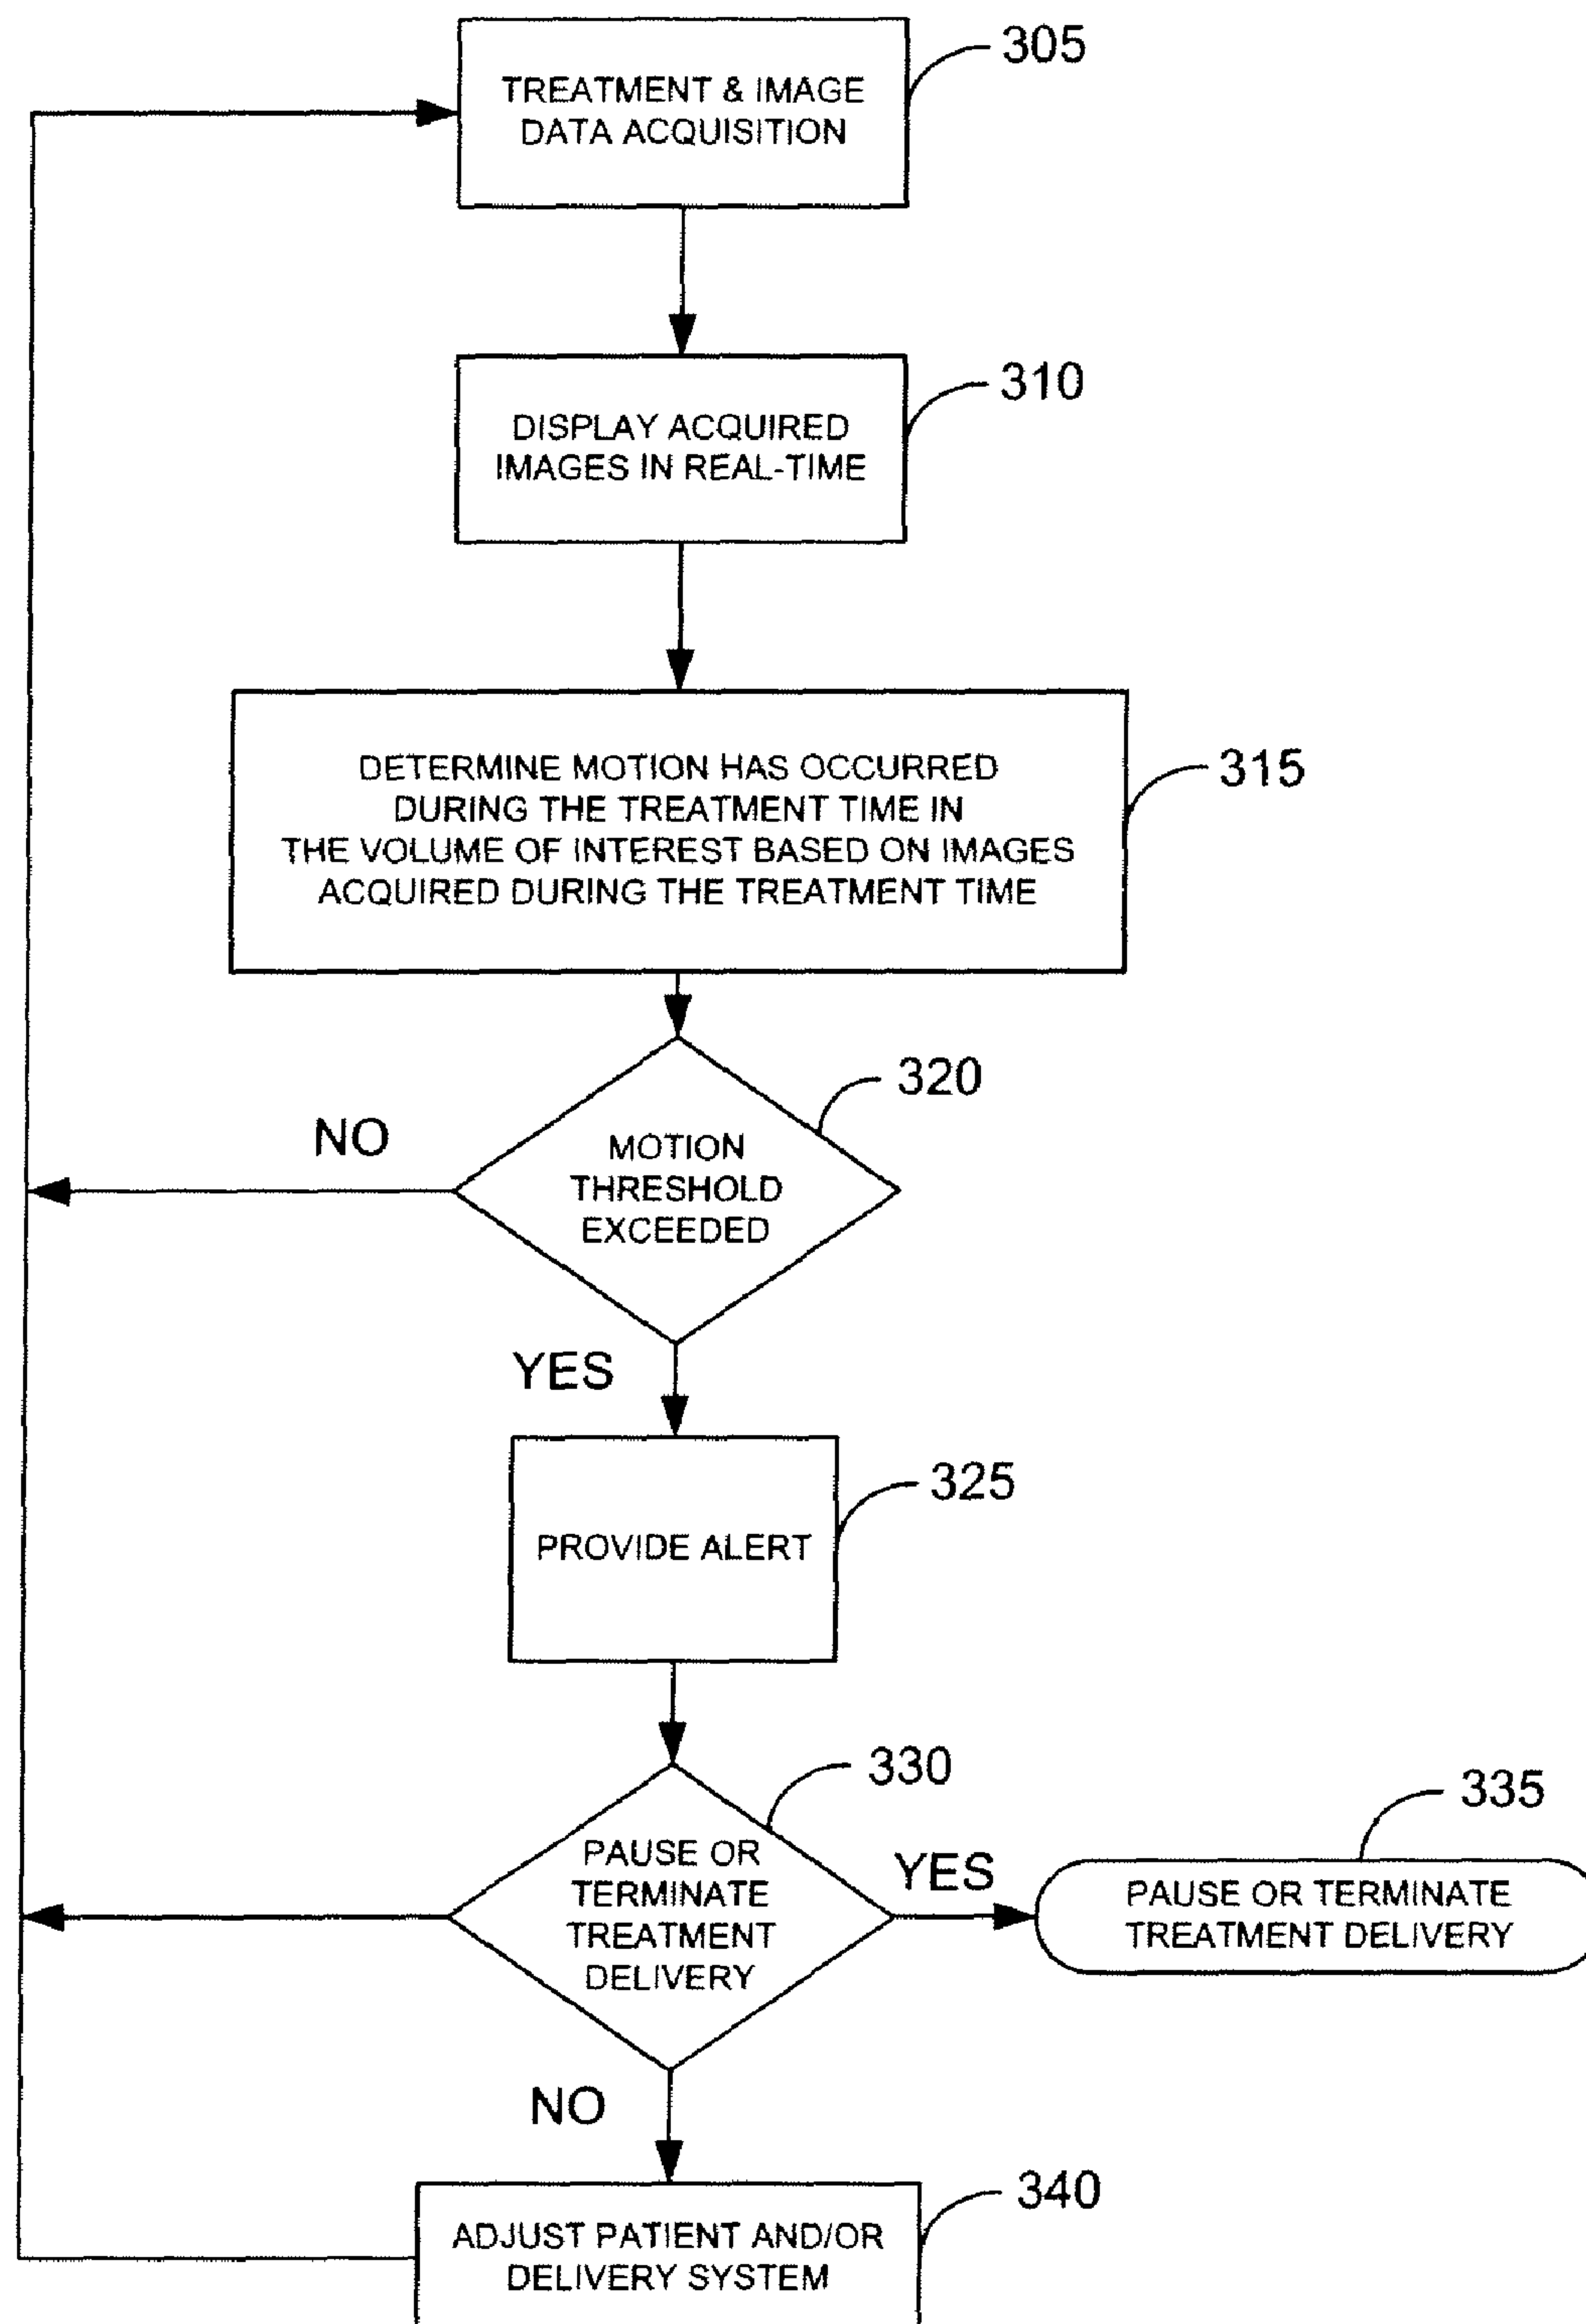 305
TREATMENT & IMAGE
DATA ACQUISITION
310
DISPLAY ACQUIRED
IMAGES IN REAL-TIME
315
DETERMINE MOTION HAS OCCURRED
DURING THE TREATMENT TIME IN
THE VOLUME OF INTEREST BASED ON IMAGES
ACQUIRED DURING THE TREATMENT TIME
320
NO
MOTION
THRESHOLD
EXCEEDED
YES
325
PROVIDE ALERT
330
335
PAUSE OR
TERMINATE
TREATMENT
DELIVERY
YES
PAUSE OR TERMINATE
TREATMENT DELIVERY
NO
340
ADJUST PATIENT AND/OR
DELIVERY SYSTEM